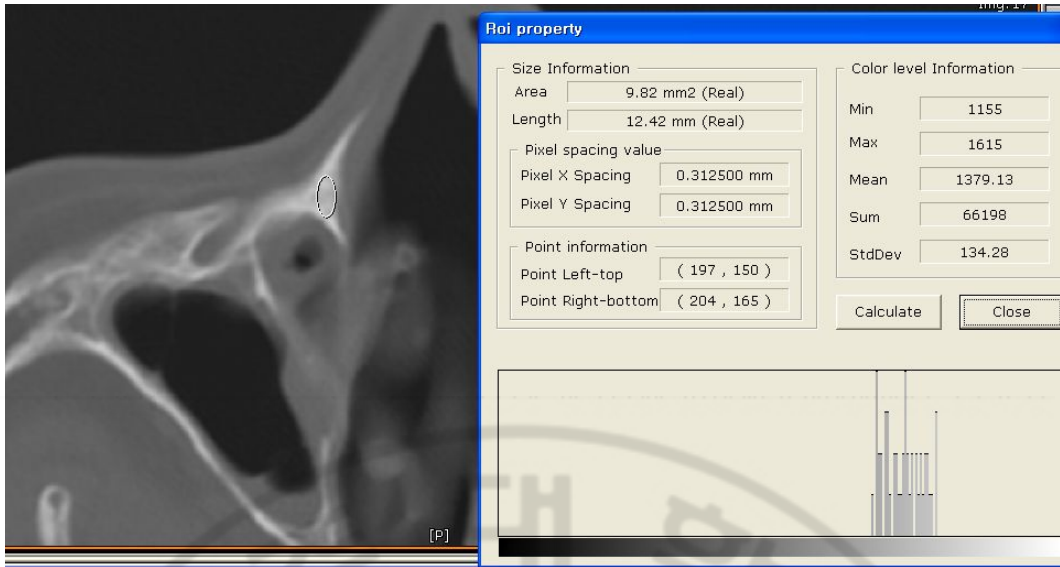 Img: 17
Roi property
Size Information
Area 9.82 mm2 (Real)
Length 12.42 mm (Real)
Pixel spacing value
Pixel X Spacing 0.312500 mm
Pixel Y Spacing 0.312500 mm
Point information
Point Left-top ( 197 , 150 )
Point Right-bottom ( 204 , 165 )
Color level Information
Min 1155
Max 1615
Mean 1379.13
Sum 66198
StdDev 134.28
Calculate Close
[P]